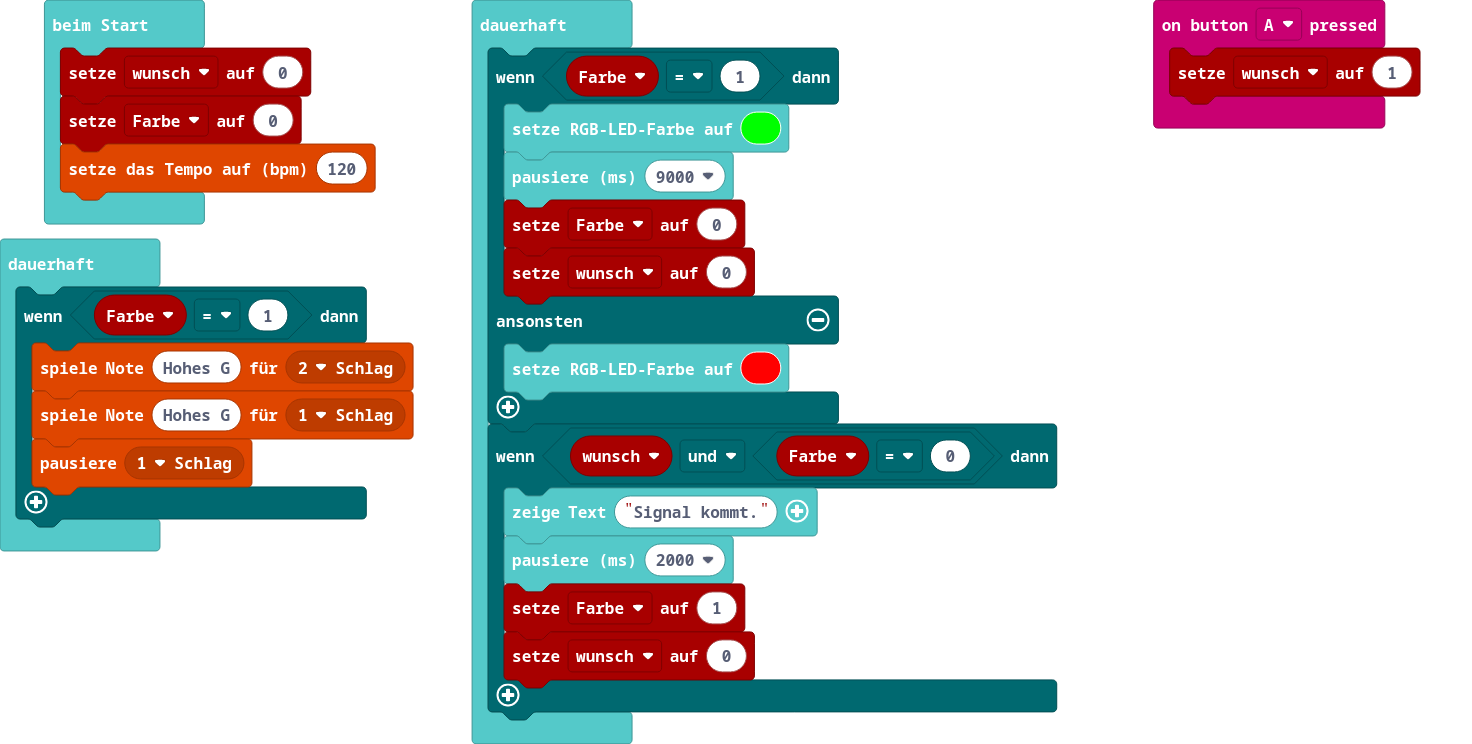 beim Start
setze wunsch auf 0
setze Farbe auf 0
setze das Tempo auf (bpm) 120
dauerhaft
wenn Farbe = 1 dann
spiele Note Hohes G für 2 Schlag
spiele Note Hohes G für 1 Schlag
pausiere 1 Schlag
dauerhaft
wenn Farbe = 1 dann
setze RGB-LED-Farbe auf
pausiere (ms) 9000
setze Farbe auf 0
setze wunsch auf 0
ansonsten
setze RGB-LED-Farbe auf
wenn wunsch und Farbe = 0 dann
zeige Text "Signal kommt."
pausiere (ms) 2000
setze Farbe auf 1
setze wunsch auf 0
on button A pressed
setze wunsch auf 1